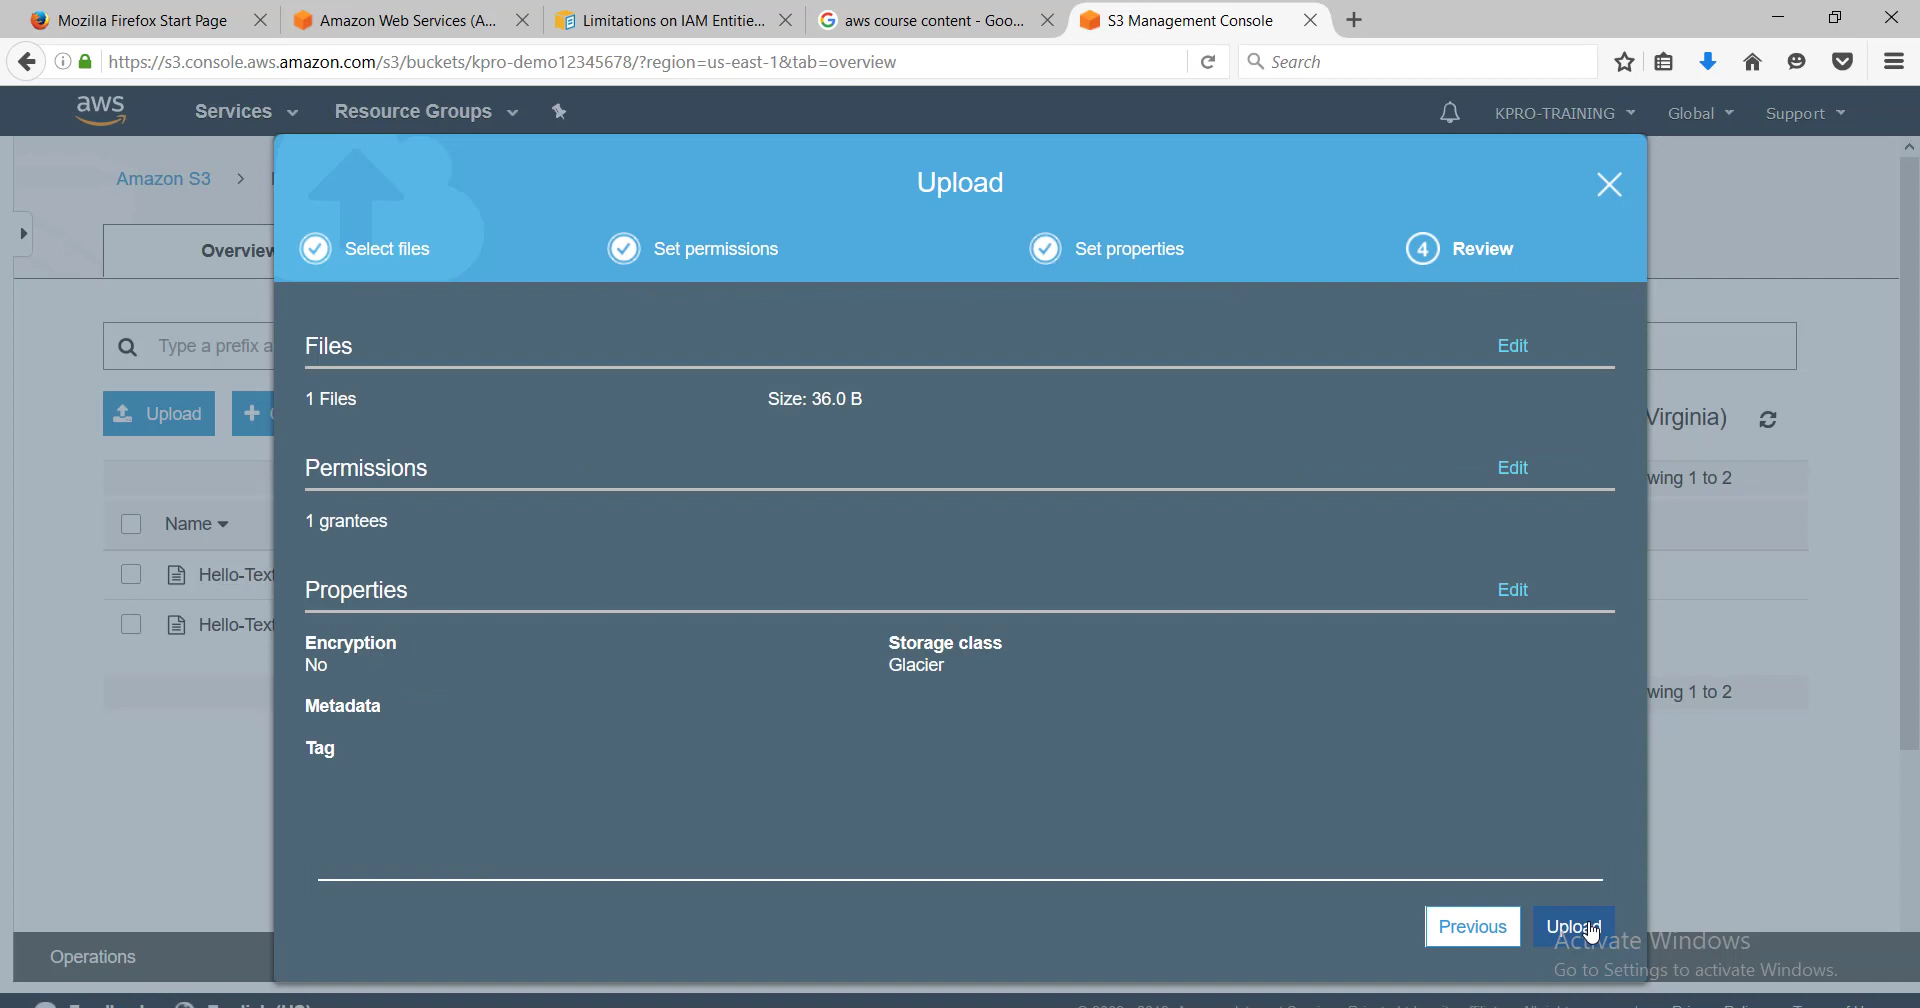 Mozilla Firefox Start Page
Amazon Web Services (A...
Limitations on IAM Entitie...
aws course content - Goo...
S3 Management Console
https://s3.console.aws.amazon.com/s3/buckets/kpro-demo12345678/?region=us-east-1&tab=overview
Search
aws
Services
Resource Groups
KPRO-TRAINING
Global
Support
Amazon S3
Upload
Overview
Select files
Set permissions
Set properties
4 Review
Type a prefix a
Files
Edit
1 Files
Size: 36.0 B
Upload
Virginia)
Permissions
Edit
wing 1 to 2
Name
1 grantees
Hello-Text
Properties
Edit
Hello-Text
Encryption
Storage class
No
Glacier
wing 1 to 2
Metadata
Tag
Previous
Upload
Activate Windows
Operations
Go to Settings to activate Windows.